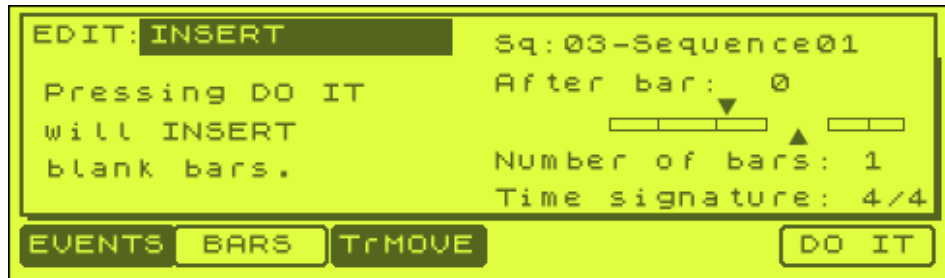 EDIT: INSERT
Pressing DO IT
will INSERT
blank bars.
Sq:03-Sequence01
After bar: 0
Number of bars: 1
Time signature: 4/4
EVENTS BARS TrMOVE DO IT